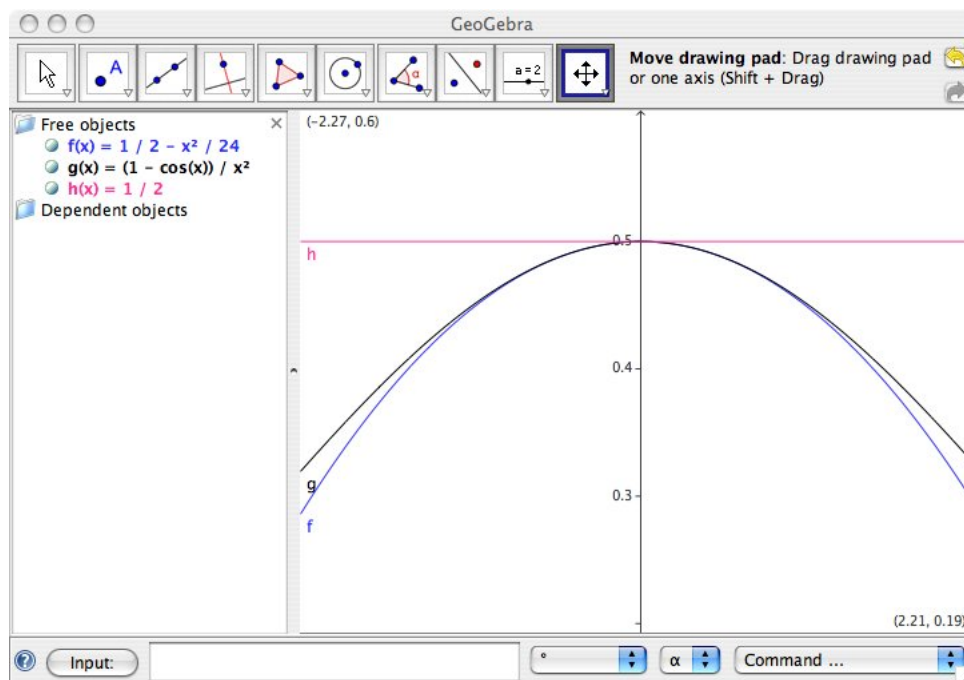 GeoGebra
A
α
a = 2
Move drawing pad: Drag drawing pad
or one axis (Shift + Drag)
Free objects
f(x) = 1 / 2 – x² / 24
g(x) = (1 – cos(x)) / x²
h(x) = 1 / 2
Dependent objects
(–2.27, 0.6)
0.5
h
0.4
g
0.3
f
(2.21, 0.19)
Input:
°
α
Command ...